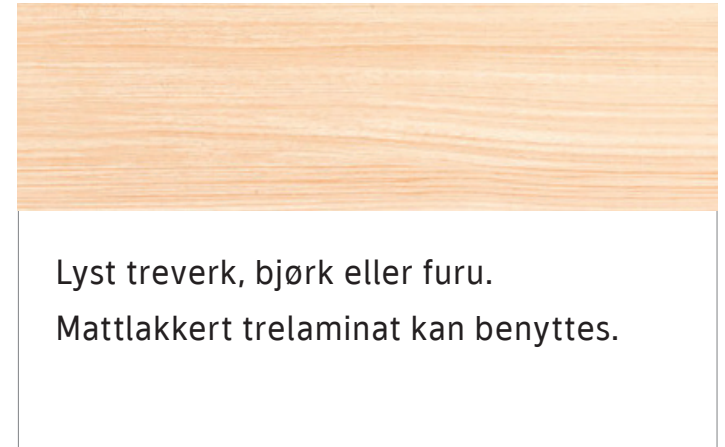 Lyst treverk, bjørk eller furu.
Mattlakkert trelaminat kan benyttes.